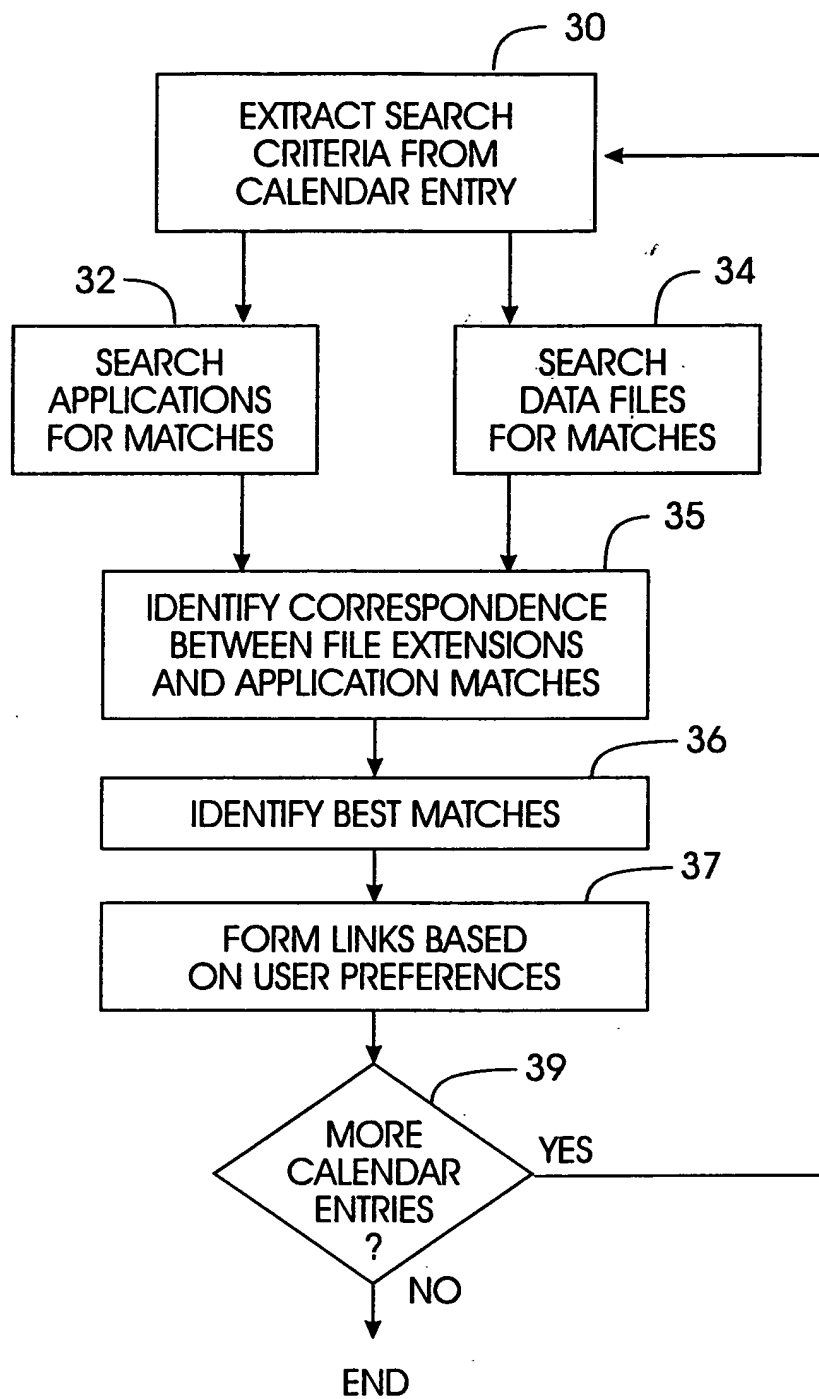 30
EXTRACT SEARCH
CRITERIA FROM
CALENDAR ENTRY
32
SEARCH
APPLICATIONS
FOR MATCHES
34
SEARCH
DATA FILES
FOR MATCHES
35
IDENTIFY CORRESPONDENCE
BETWEEN FILE EXTENSIONS
AND APPLICATION MATCHES
36
IDENTIFY BEST MATCHES
37
FORM LINKS BASED
ON USER PREFERENCES
39
MORE
CALENDAR
ENTRIES
?
YES
NO
END